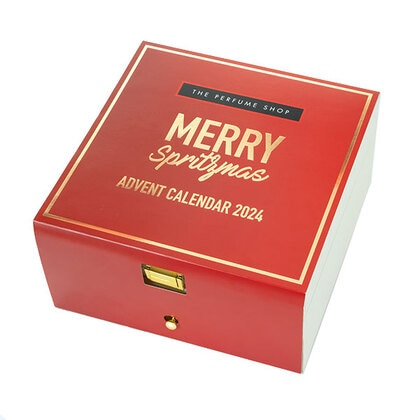 THE PERFUME SHOP
MERRY
Spritzmas
ADVENT CALENDAR 2024